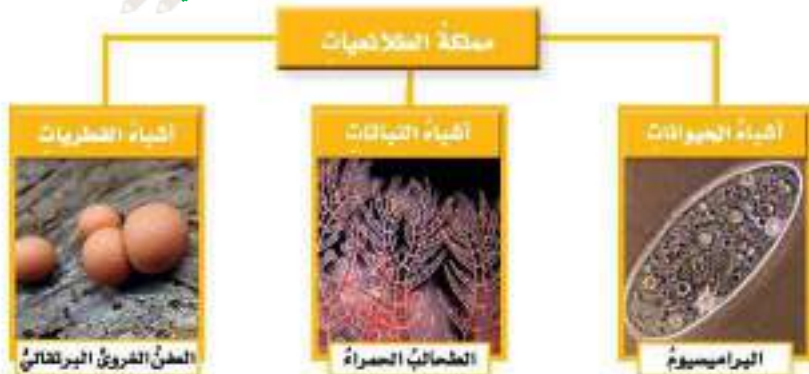 مملكة الطلائعيات
أشباه الحيوانات
أشباه النباتات
أشباه الفطريات
البراميسيوم
الطحالب الحمراء
العفن الغروي البرتقالي